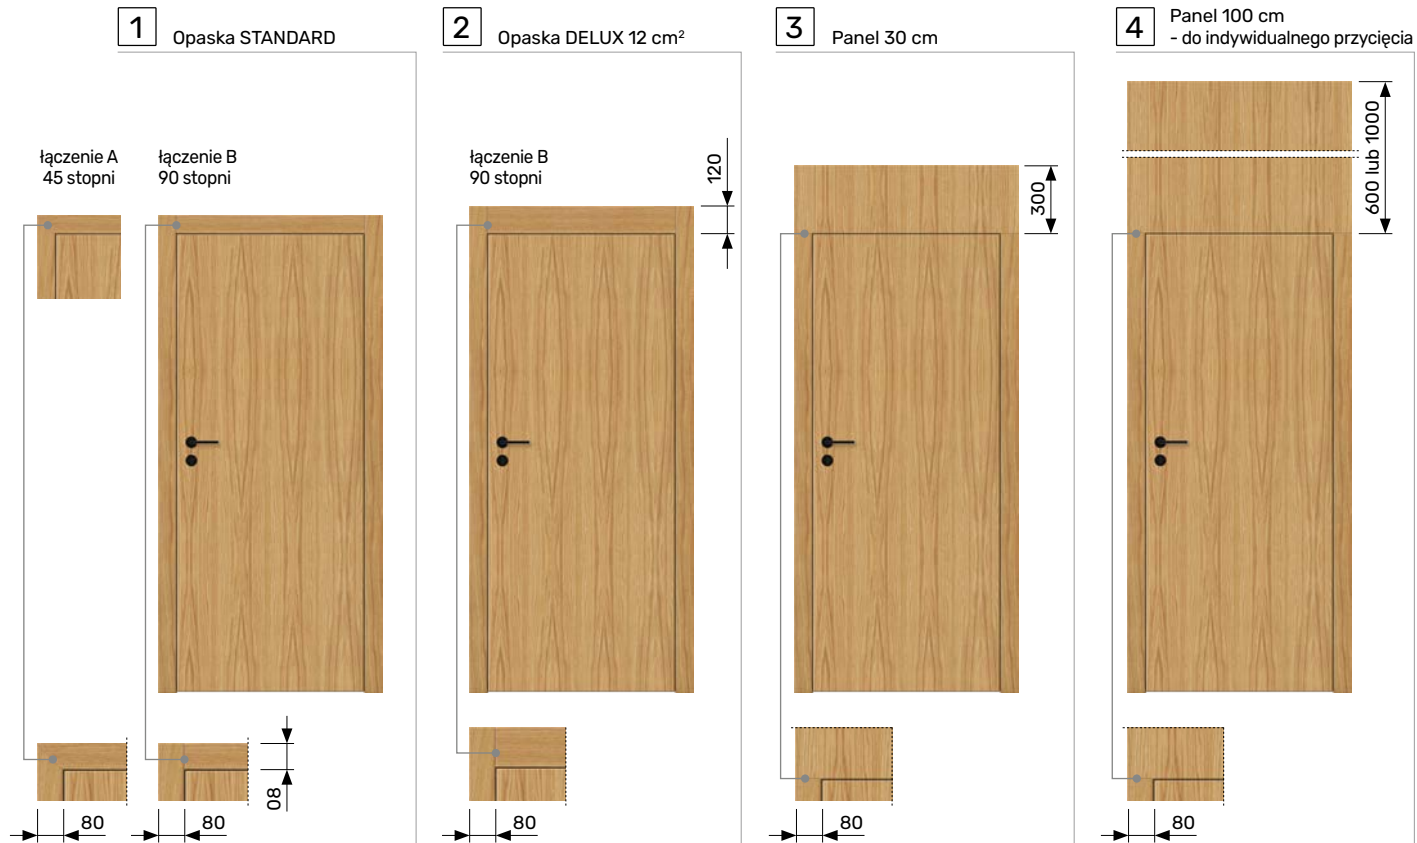 1 Opaska STANDARD
łączenie A
45 stopni
łączenie B
90 stopni
80
80
80
2 Opaska DELUX 12 cm²
łączenie B
90 stopni
120
80
3 Panel 30 cm
300
80
4 Panel 100 cm
- do indywidualnego przycięcia
600 lub 1000
80